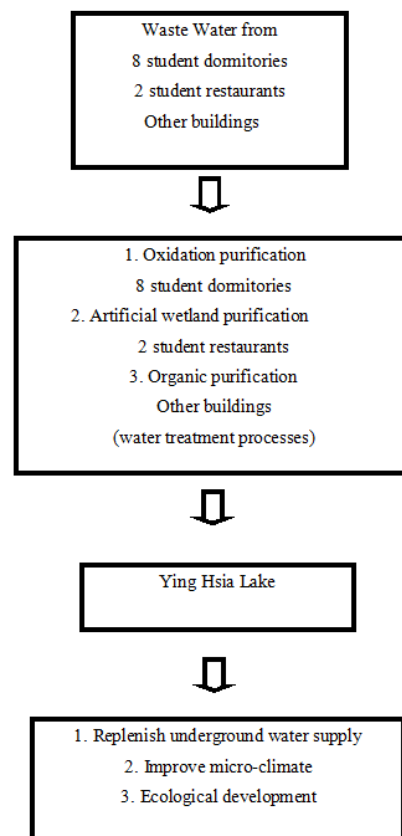 Waste Water from
8 student dormitories
2 student restaurants
Other buildings
1. Oxidation purification
8 student dormitories
2. Artificial wetland purification
2 student restaurants
3. Organic purification
Other buildings
(water treatment processes)
Ying Hsia Lake
1. Replenish underground water supply
2. Improve micro-climate
3. Ecological development